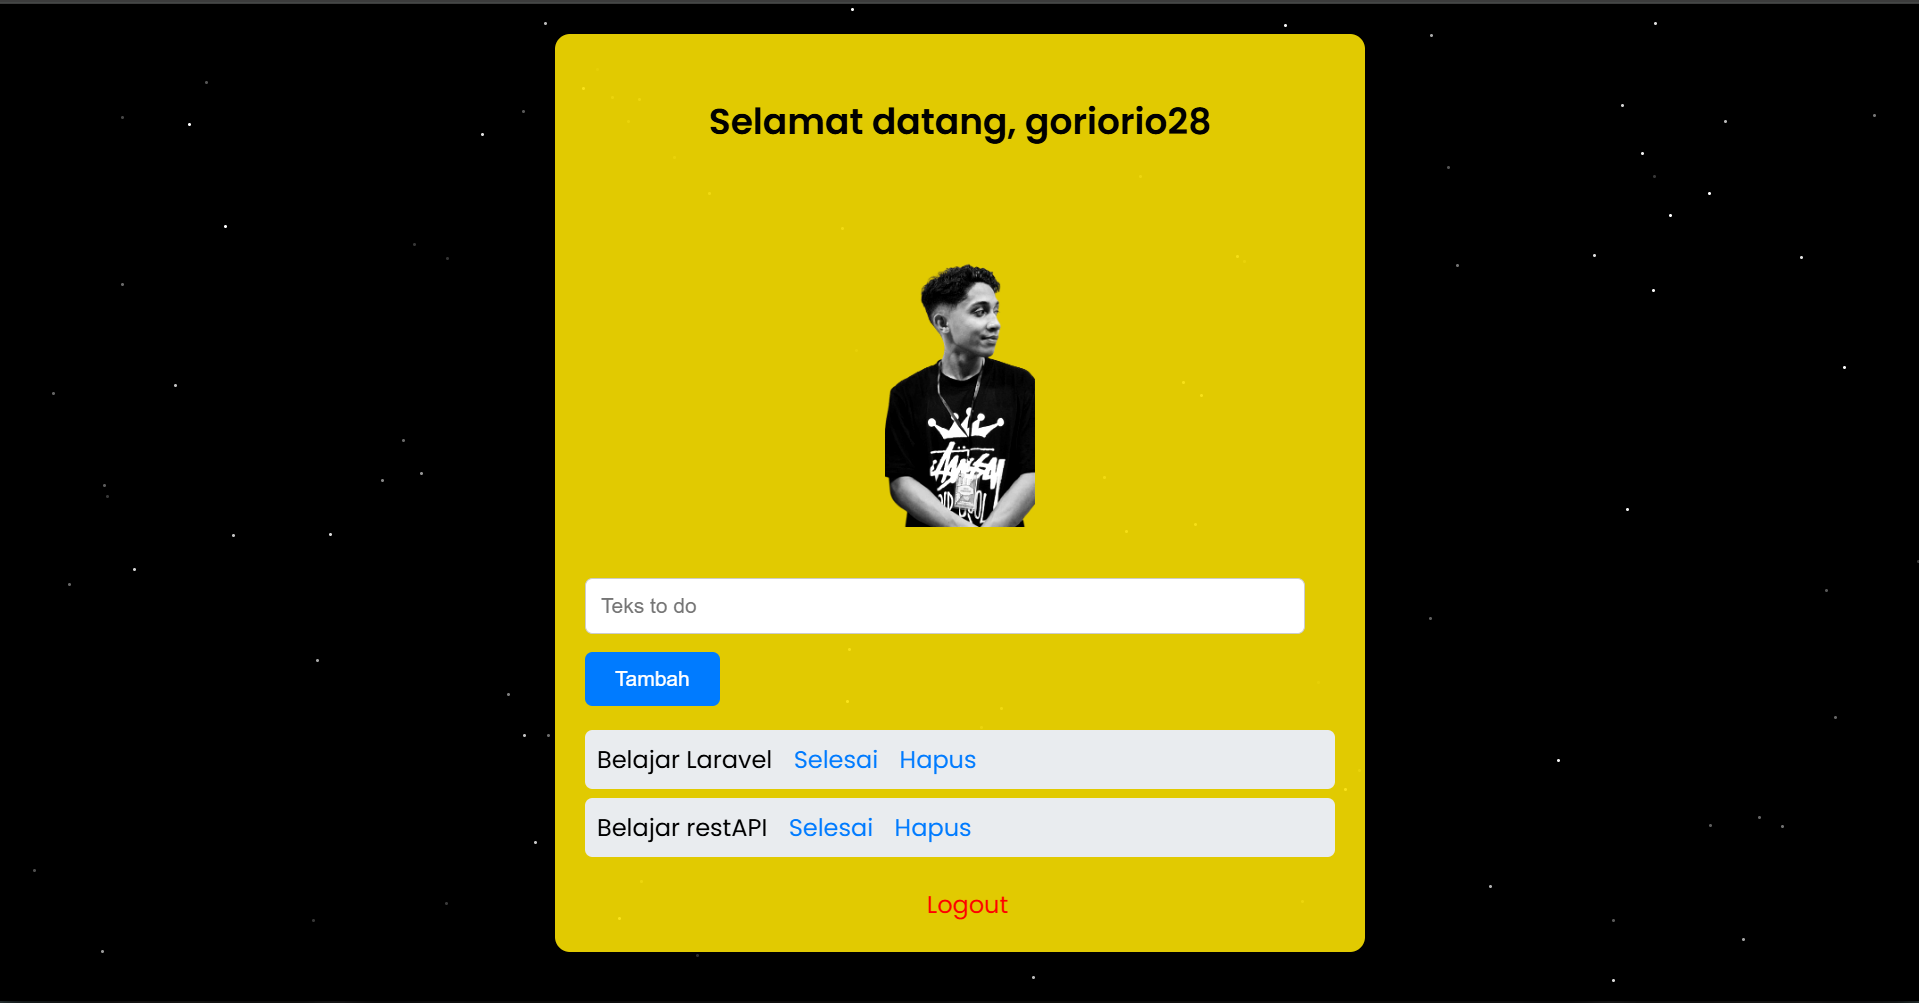 Selamat datang, goriorio28
Teks to do
Tambah
Belajar Laravel Selesai Hapus
Belajar restAPI Selesai Hapus
Logout